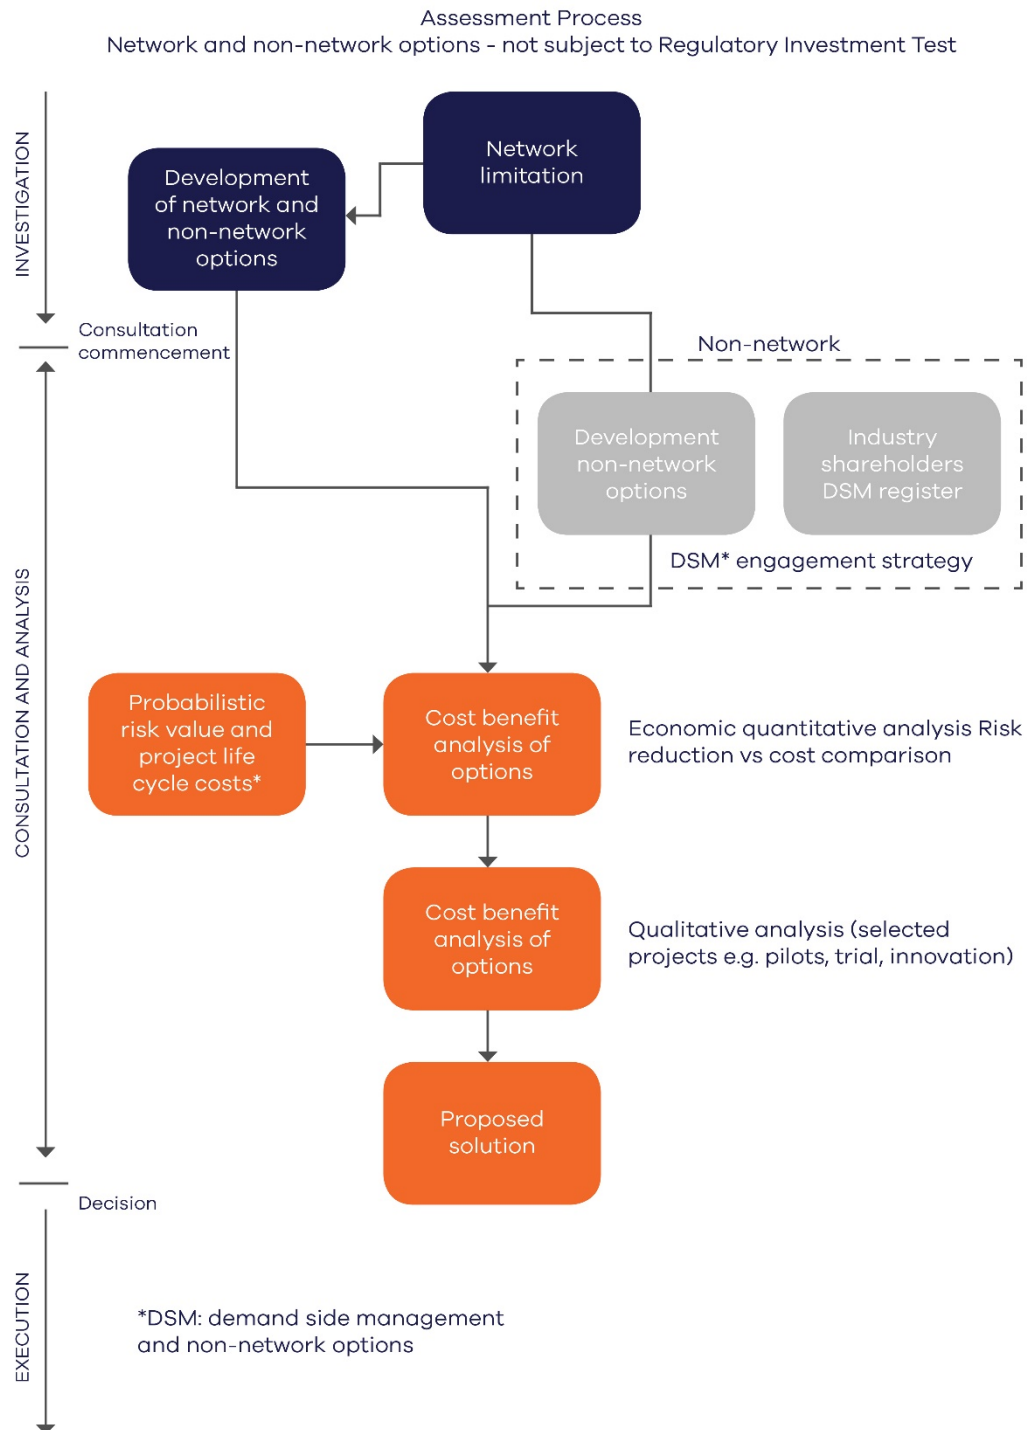 Assessment Process
Network and non-network options - not subject to Regulatory Investment Test
INVESTIGATION
Network
limitation
Development
of network and
non-network
options
Consultation
commencement
Non-network
Development
non-network
options
Industry
shareholders
DSM register
DSM* engagement strategy
CONSULTATION AND ANALYSIS
Probabilistic
risk value and
project life
cycle costs*
Cost benefit
analysis of
options
Economic quantitative analysis Risk
reduction vs cost comparison
Cost benefit
analysis of
options
Qualitative analysis (selected
projects e.g. pilots, trial, innovation)
Proposed
solution
Decision
EXECUTION
*DSM: demand side management
and non-network options